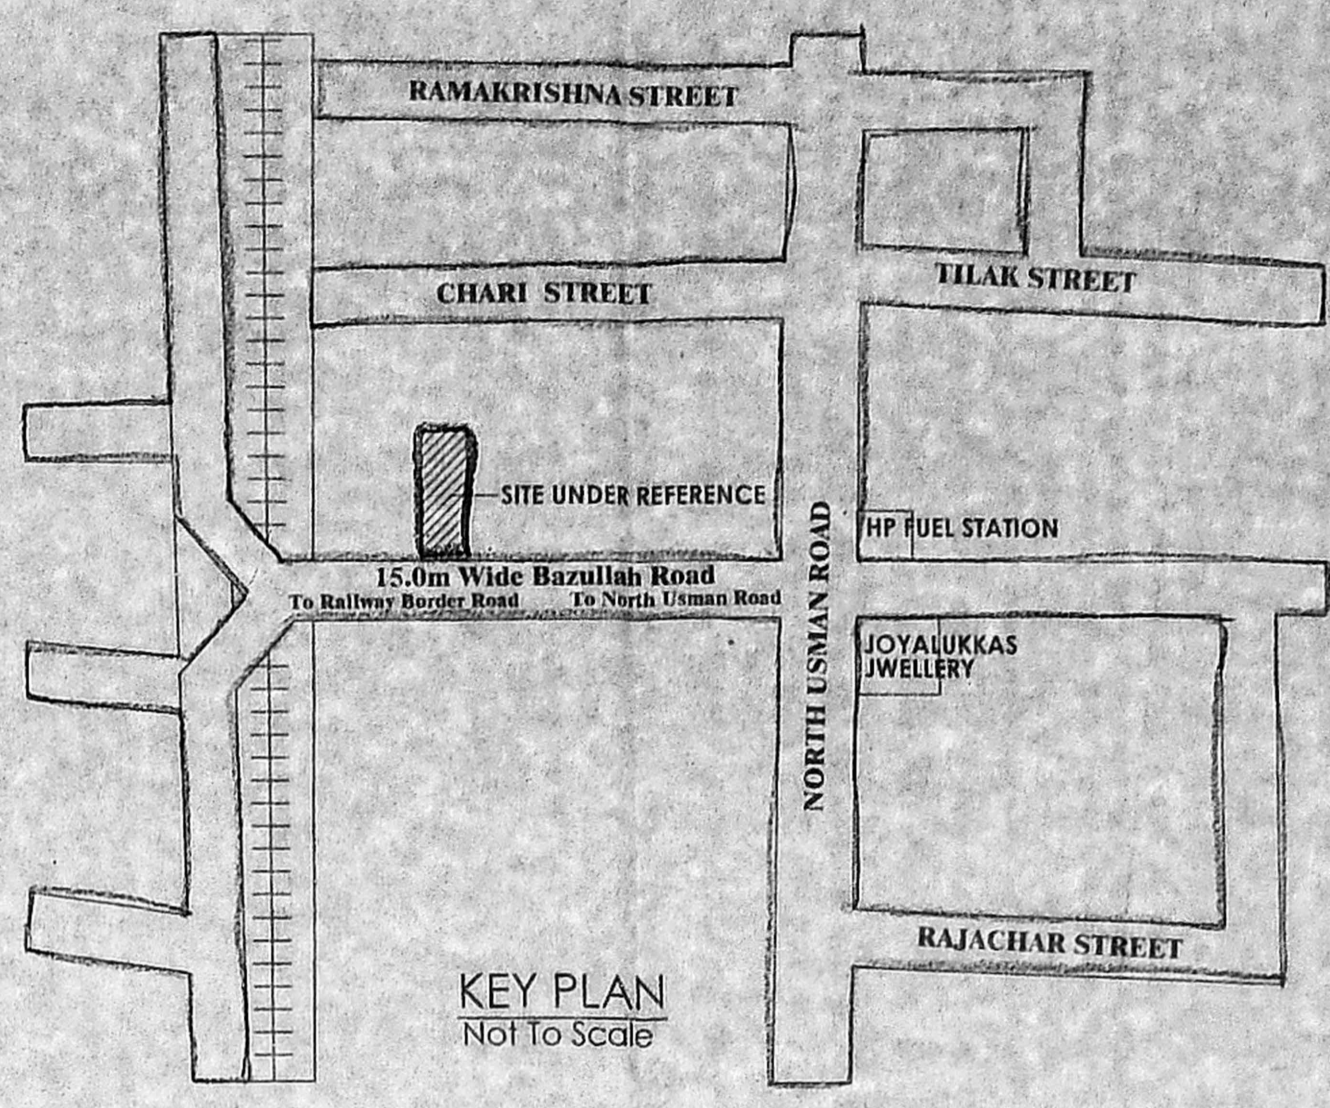 RAMAKRISHNA STREET
CHARI STREET
TILAK STREET
SITE UNDER REFERENCE
HP FUEL STATION
15.0m Wide Bazullah Road
To Railway Border Road To North Usman Road
NORTH USMAN ROAD
JOYALUKKAS
JWELLERY
RAJACHAR STREET
KEY PLAN
Not To Scale